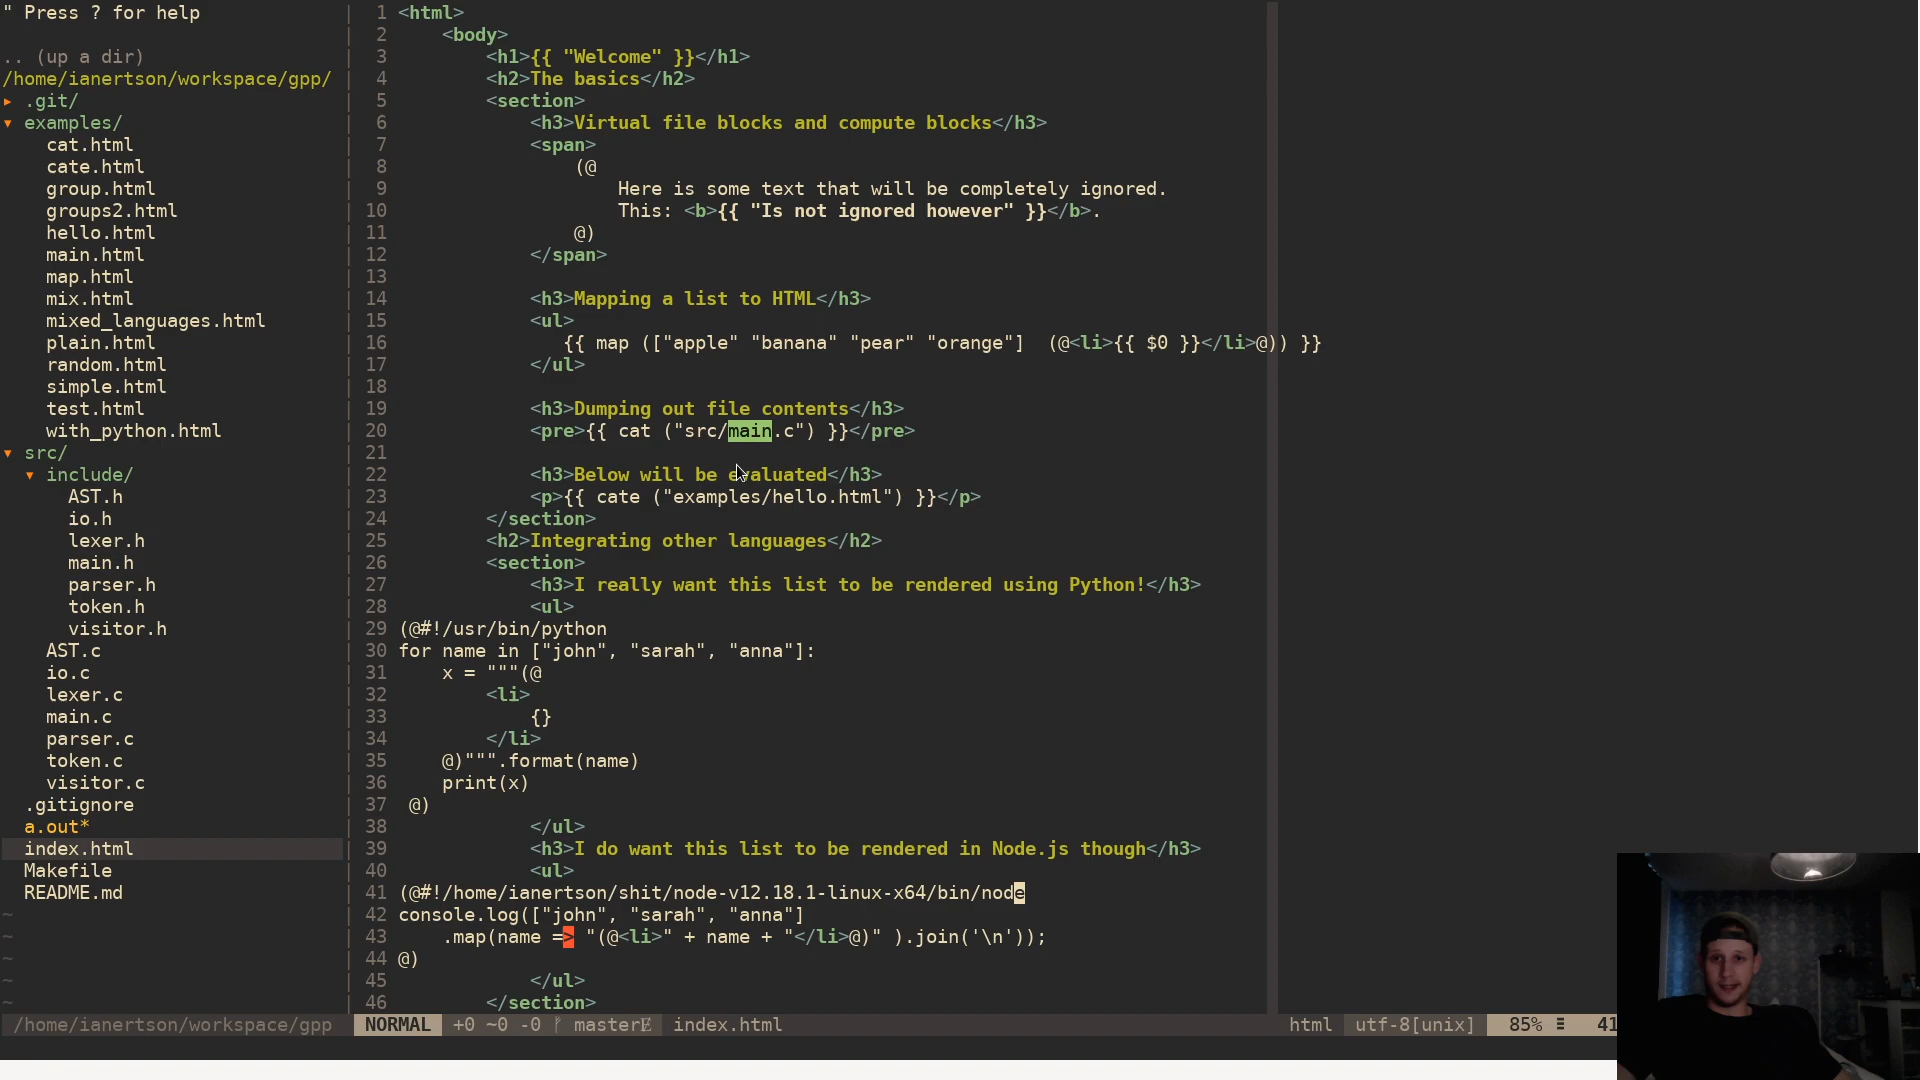 " Press ? for help
.. (up a dir)
/home/ianertson/workspace/gpp/
▸ .git/
▾ examples/
cat.html
cate.html
group.html
groups2.html
hello.html
main.html
map.html
mix.html
mixed_languages.html
plain.html
random.html
simple.html
test.html
with_python.html
▾ src/
▾ include/
AST.h
io.h
lexer.h
main.h
parser.h
token.h
visitor.h
AST.c
io.c
lexer.c
main.c
parser.c
token.c
visitor.c
.gitignore
a.out*
index.html
Makefile
README.md
~
~
~
~
~
1 <html>
2     <body>
3         <h1>{{ "Welcome" }}</h1>
4         <h2>The basics</h2>
5         <section>
6             <h3>Virtual file blocks and compute blocks</h3>
7             <span>
8                 (@
9                     Here is some text that will be completely ignored.
10                     This: <b>{{ "Is not ignored however" }}</b>.
11                 @)
12             </span>
13
14             <h3>Mapping a list to HTML</h3>
15             <ul>
16                {{ map (["apple" "banana" "pear" "orange"]  (@<li>{{ $0 }}</li>@)) }}
17             </ul>
18
19             <h3>Dumping out file contents</h3>
20             <pre>{{ cat ("src/main.c") }}</pre>
21
22             <h3>Below will be evaluated</h3>
23             <p>{{ cate ("examples/hello.html") }}</p>
24         </section>
25         <h2>Integrating other languages</h2>
26         <section>
27             <h3>I really want this list to be rendered using Python!</h3>
28             <ul>
29 (@#!/usr/bin/python
30 for name in ["john", "sarah", "anna"]:
31     x = """(@
32         <li>
33             {}
34         </li>
35     @)""".format(name)
36     print(x)
37  @)
38             </ul>
39             <h3>I do want this list to be rendered in Node.js though</h3>
40             <ul>
41 (@#!/home/ianertson/shit/node-v12.18.1-linux-x64/bin/node
42 console.log(["john", "sarah", "anna"]
43     .map(name => "(@<li>" + name + "</li>@)" ).join('\n'));
44 @)
45             </ul>
46         </section>
/home/ianertson/workspace/gpp NORMAL +0 ~0 -0 master index.html html utf-8[unix] 85% ☰ 41